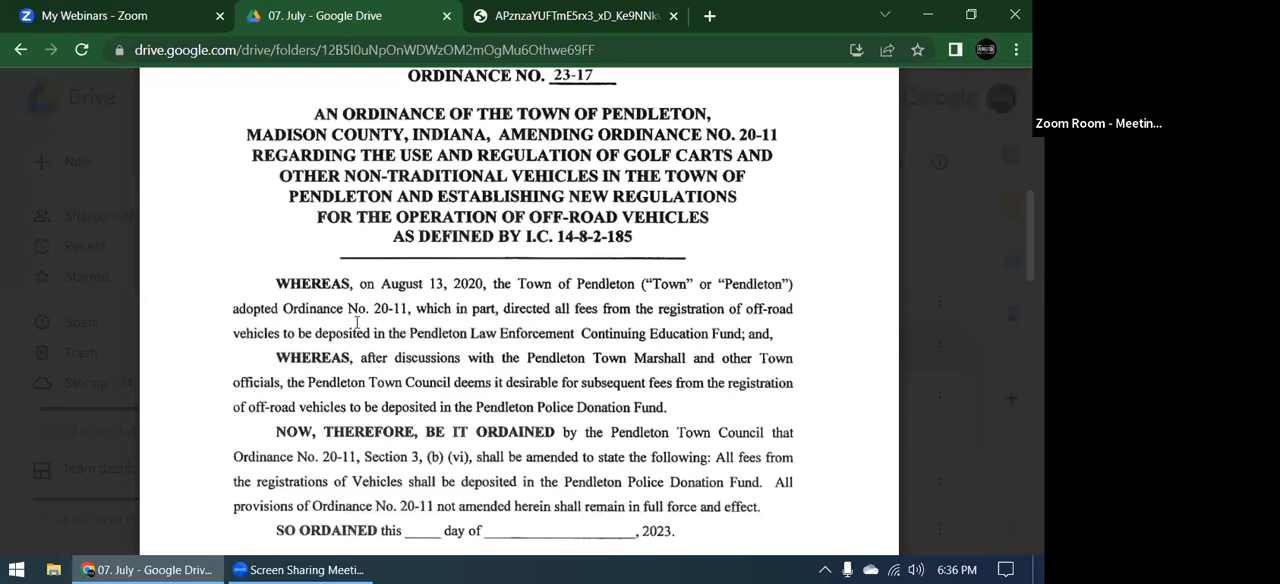 My Webinars - Zoom
07. July - Google Drive
APznzaYUFTmE5rx3_xD_Ke9NNk
drive.google.com/drive/folders/12B5I0uNpOnWDWzOM2mOgMu6Othwe69FF
Drive
New
Recent
Starred
Spam
Trash
Storage
Zoom Room - Meetin...
ORDINANCE NO. 23-17
AN ORDINANCE OF THE TOWN OF PENDLETON,
MADISON COUNTY, INDIANA, AMENDING ORDINANCE NO. 20-11
REGARDING THE USE AND REGULATION OF GOLF CARTS AND
OTHER NON-TRADITIONAL VEHICLES IN THE TOWN OF
PENDLETON AND ESTABLISHING NEW REGULATIONS
FOR THE OPERATION OF OFF-ROAD VEHICLES
AS DEFINED BY I.C. 14-8-2-185
WHEREAS, on August 13, 2020, the Town of Pendleton (“Town” or “Pendleton”)
adopted Ordinance No. 20-11, which in part, directed all fees from the registration of off-road
vehicles to be deposited in the Pendleton Law Enforcement Continuing Education Fund; and,
WHEREAS, after discussions with the Pendleton Town Marshall and other Town
officials, the Pendleton Town Council deems it desirable for subsequent fees from the registration
of off-road vehicles to be deposited in the Pendleton Police Donation Fund.
NOW, THEREFORE, BE IT ORDAINED by the Pendleton Town Council that
Ordinance No. 20-11, Section 3, (b) (vi), shall be amended to state the following: All fees from
the registrations of Vehicles shall be deposited in the Pendleton Police Donation Fund. All
provisions of Ordinance No. 20-11 not amended herein shall remain in full force and effect.
SO ORDAINED this _____ day of ____________________, 2023.
07. July - Google Driv...
Screen Sharing Meeti...
6:36 PM